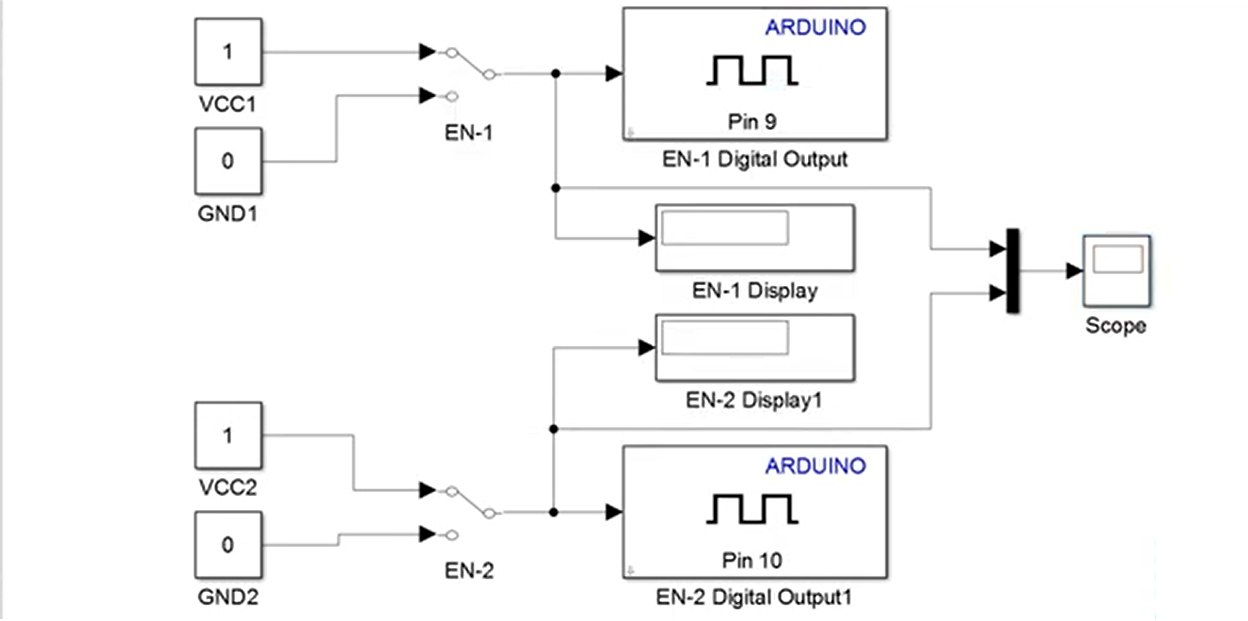 1
VCC1
0
GND1
EN-1
ARDUINO
Pin 9
EN-1 Digital Output
EN-1 Display
EN-2 Display1
Scope
1
VCC2
0
GND2
EN-2
ARDUINO
Pin 10
EN-2 Digital Output1